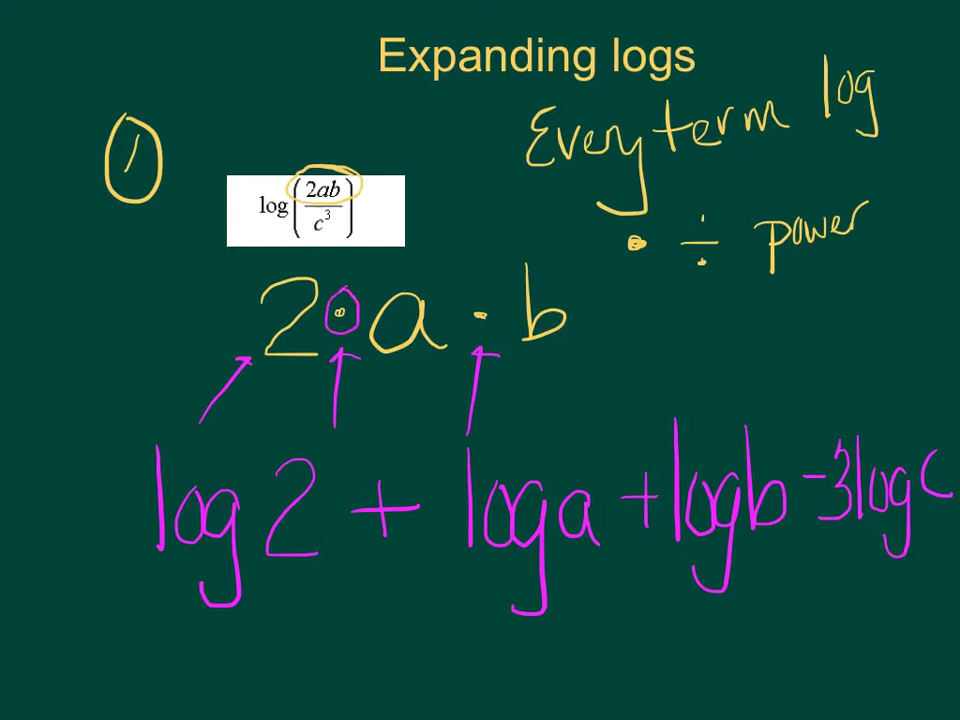 Expanding logs
Every term log
①
log(2ab/c³)
• ÷ power
2 • a • b
log 2 + log a + log b - 3 log c